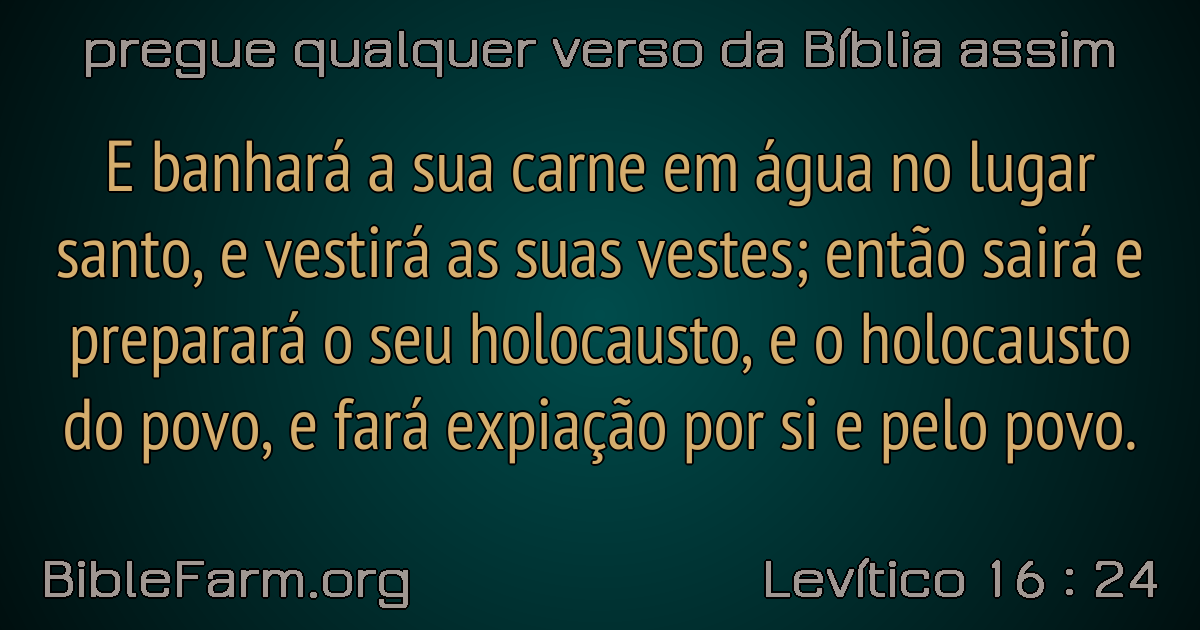 pregue qualquer verso da Bíblia assim
E banhará a sua carne em água no lugar
santo, e vestirá as suas vestes; então sairá e
preparará o seu holocausto, e o holocausto
do povo, e fará expiação por si e pelo povo.
BibleFarm.org
Levítico 16 : 24